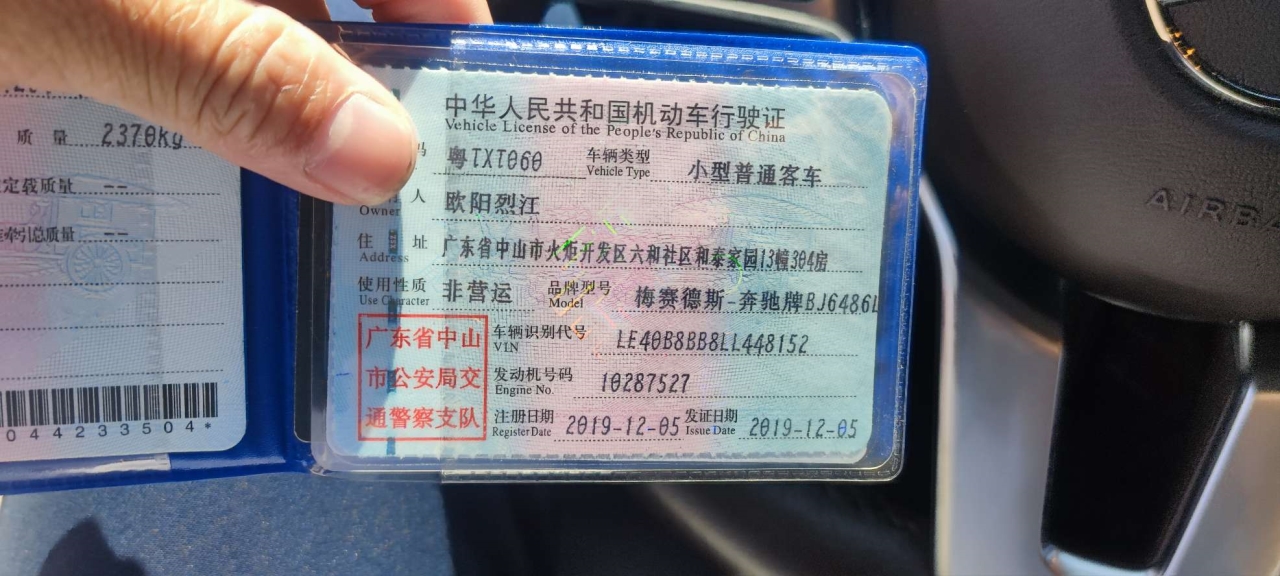 质 量 2370kg
定载质量 --
牵引总质量 --
044233504*
中华人民共和国机动车行驶证
Vehicle License of the People's Republic of China
粤TXT060 车辆类型 小型普通客车
Vehicle Type
人 欧阳烈江
Owner
住 址 广东省中山市火炬开发区六和社区和泰家园13幢304房
Address
使用性质 非营运 品牌型号 梅赛德斯-奔驰牌BJ6486L
Use Character Model
广东省中山
市公安局交
通警察支队
车辆识别代号 LE40B8BB8LL448152
VIN
发动机号码 10287527
Engine No.
注册日期 2019-12-05 发证日期 2019-12-05
Register Date Issue Date
AIRBA